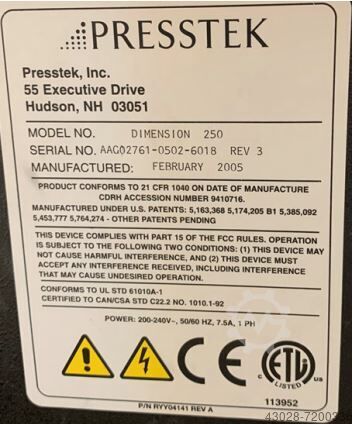 PRESSTEK
Presstek, Inc.
55 Executive Drive
Hudson, NH 03051
MODEL NO. DIMENSION 250
SERIAL NO. AAG02761-0502-6018 REV 3
MANUFACTURED: FEBRUARY 2005
PRODUCT CONFORMS TO 21 CFR 1040 ON DATE OF MANUFACTURE
CDRH ACCESSION NUMBER 9410716.
MANUFACTURED UNDER U.S. PATENTS: 5,163,368 5,174,205 B1 5,385,092
5,453,777 5,764,274 - OTHER PATENTS PENDING
THIS DEVICE COMPLIES WITH PART 15 OF THE FCC RULES. OPERATION
IS SUBJECT TO THE FOLLOWING TWO CONDITIONS: (1) THIS DEVICE MAY
NOT CAUSE HARMFUL INTERFERENCE, AND (2) THIS DEVICE MUST
ACCEPT ANY INTERFERENCE RECEIVED, INCLUDING INTERFERENCE
THAT MAY CAUSE UNDESIRED OPERATION.
CONFORMS TO UL STD 61010A-1
CERTIFIED TO CAN/CSA STD C22.2 NO. 1010.1-92
POWER: 200-240V~, 50/60 HZ, 7.5A, 1 PH
CE
ETL
LISTED
113952
P/N RYY04141 REV A